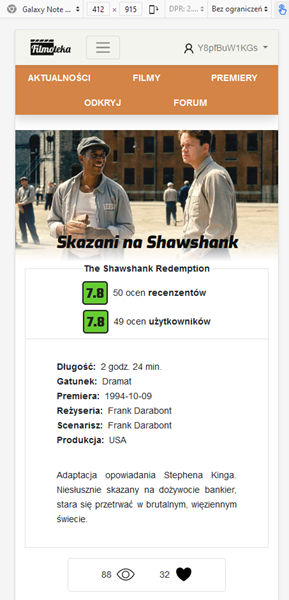 Galaxy Note ... 412 × 915 DPR: 2.... Bez ograniczeń
Filmoteka
Y8pfBuW1KGs
AKTUALNOŚCI FILMY PREMIERY
ODKRYJ FORUM
Skazani na Shawshank
The Shawshank Redemption
7.8 50 ocen recenzentów
7.8 49 ocen użytkowników
Długość: 2 godz. 24 min.
Gatunek: Dramat
Premiera: 1994-10-09
Reżyseria: Frank Darabont
Scenarisz: Frank Darabont
Produkcja: USA
Adaptacja opowiadania Stephena Kinga.
Niesłusznie skazany na dożywocie bankier,
stara się przetrwać w brutalnym, więziennym
świecie.
88 32